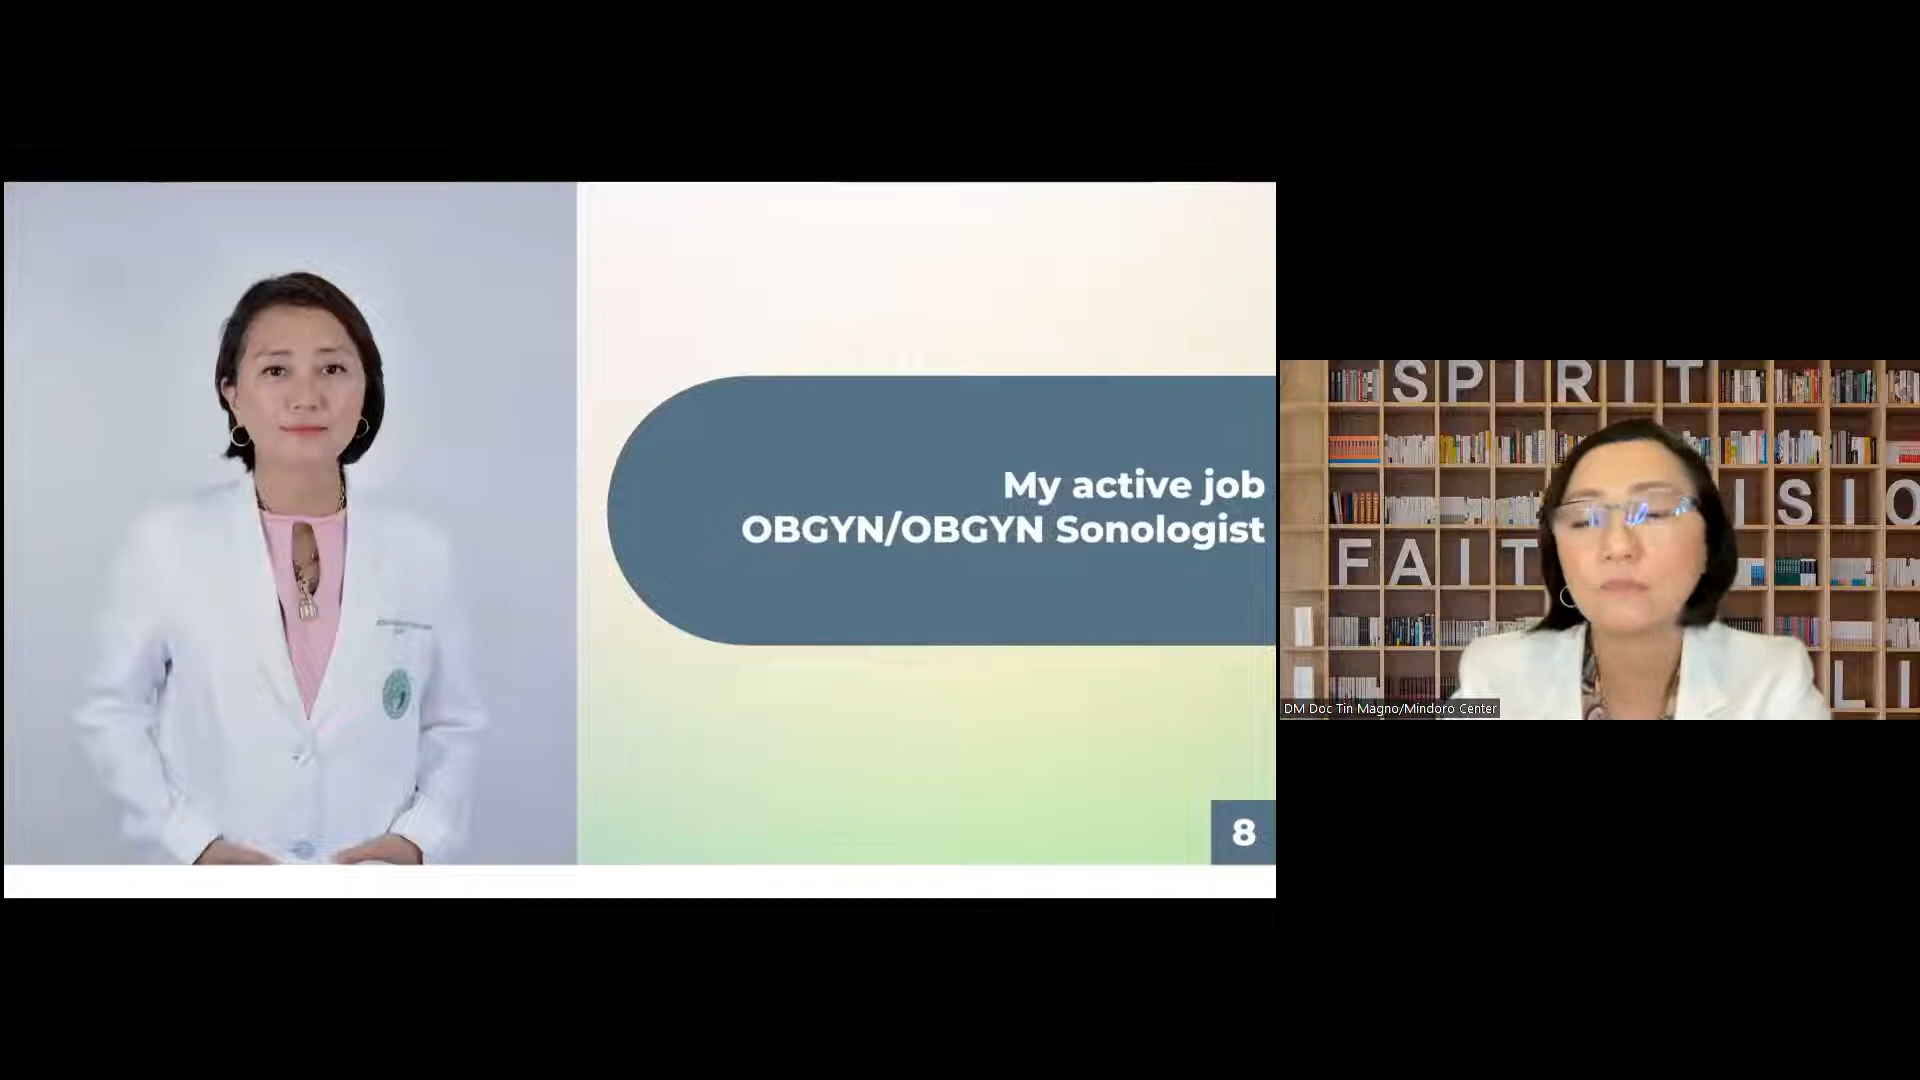 My active job
OBGYN/OBGYN Sonologist
8
SPIRIT
ISIO
FAIT
LI
DM Doc Tin Magno/Mindoro Center